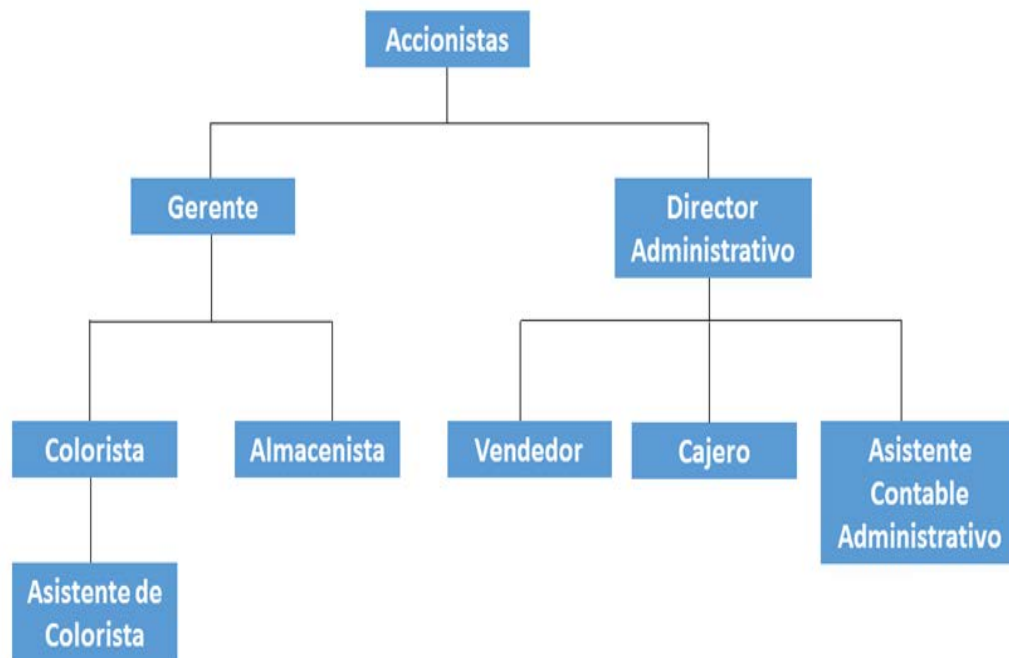 Accionistas
Gerente
Director
Administrativo
Colorista
Almacenista
Vendedor
Cajero
Asistente
Contable
Administrativo
Asistente de
Colorista